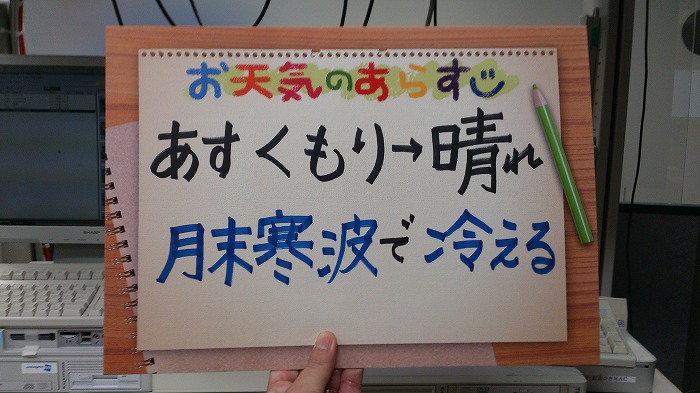 お天気のあらすじ
あすくもり→晴れ
月末寒波で冷える